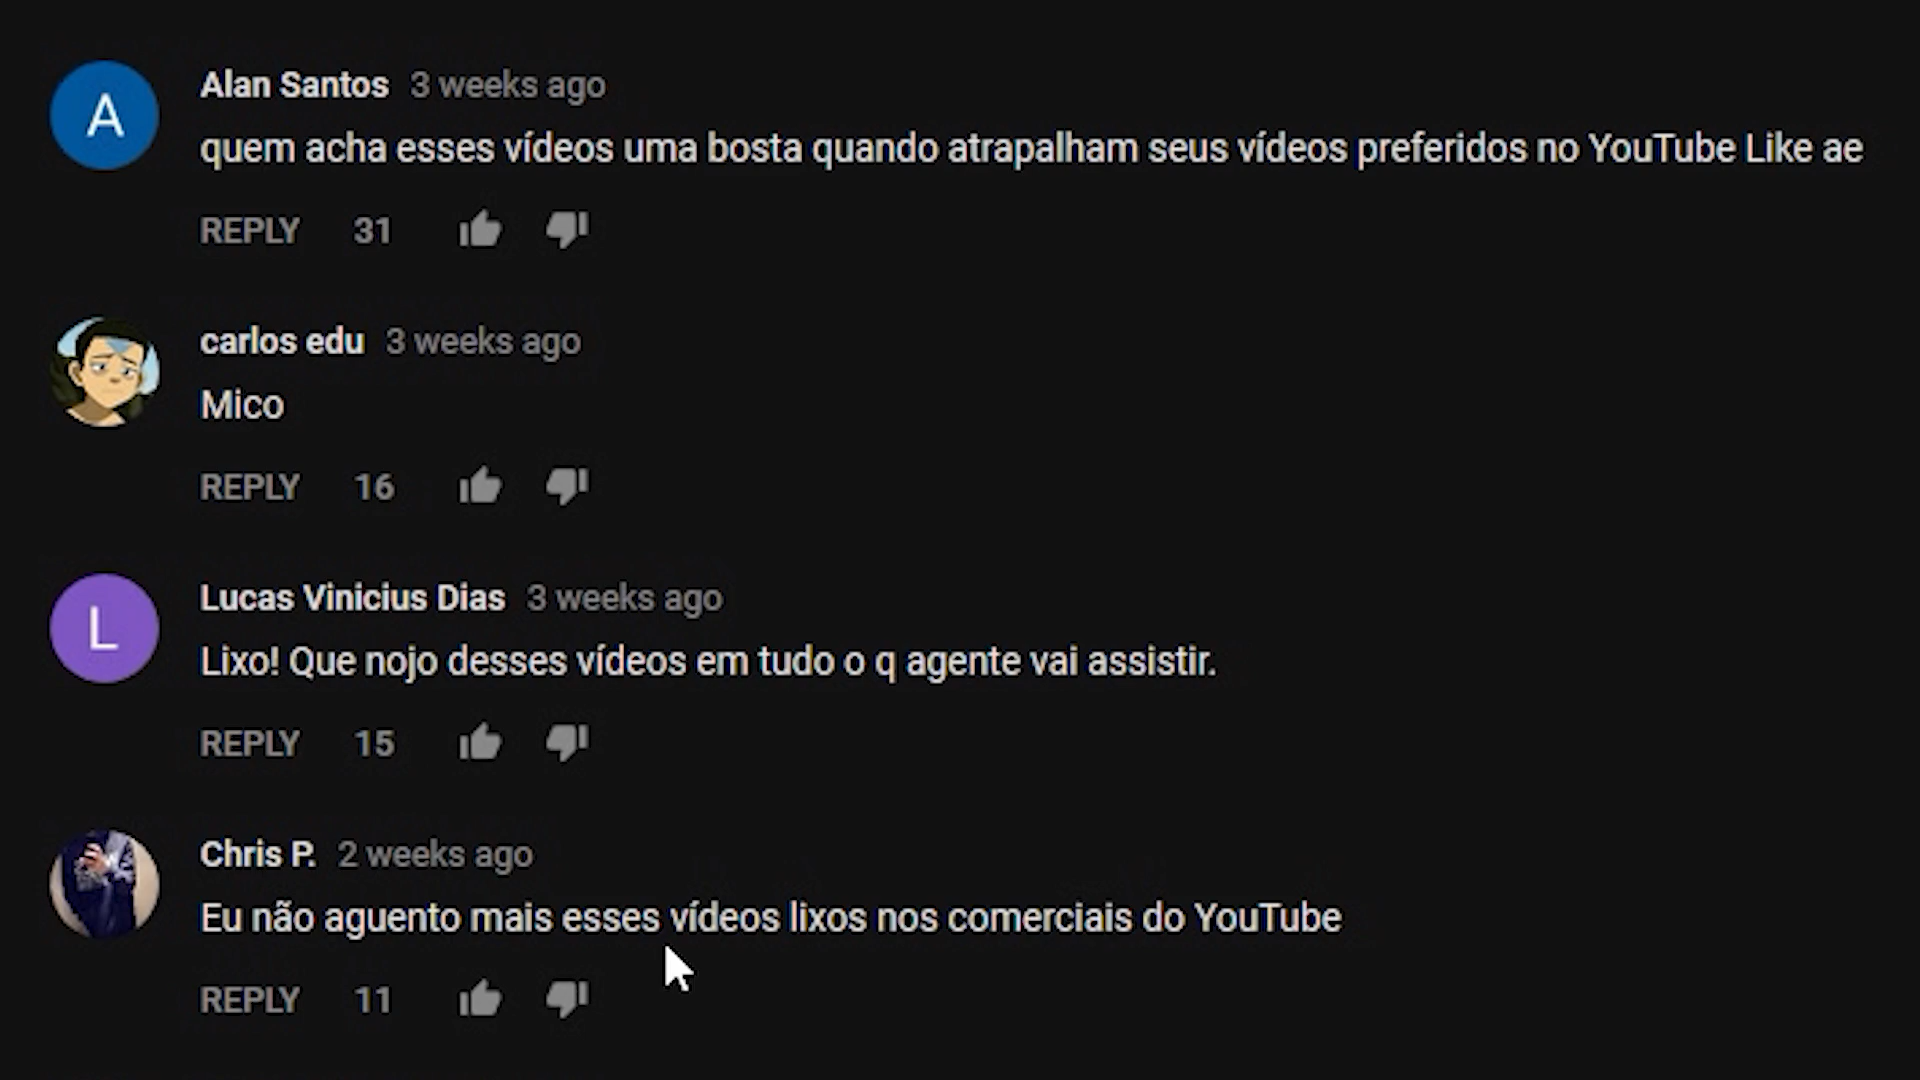 A
Alan Santos 3 weeks ago
quem acha esses vídeos uma bosta quando atrapalham seus vídeos preferidos no YouTube Like ae
REPLY 31
carlos edu 3 weeks ago
Mico
REPLY 16
L
Lucas Vinicius Dias 3 weeks ago
Lixo! Que nojo desses vídeos em tudo o q agente vai assistir.
REPLY 15
Chris P. 2 weeks ago
Eu não aguento mais esses vídeos lixos nos comerciais do YouTube
REPLY 11